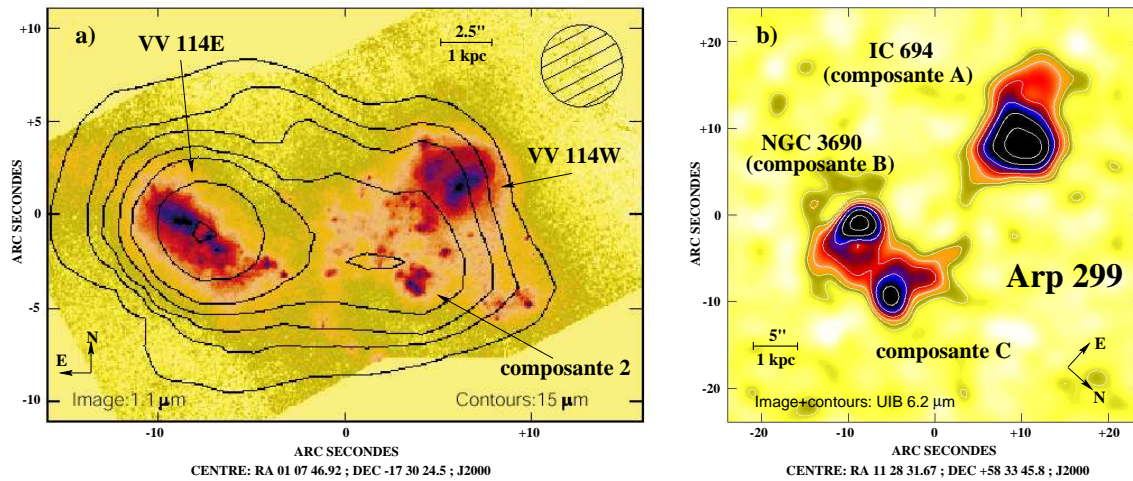 a)
VV 114E
2.5"
1 kpc
VV 114W
composante 2
N
E
Image:1.1 μm
Contours:15 μm
+10
+5
0
-5
-10
ARC SECONDES
-10
0
+10
ARC SECONDES
CENTRE: RA 01 07 46.92 ; DEC -17 30 24.5 ; J2000
b)
IC 694
(composante A)
NGC 3690
(composante B)
Arp 299
5"
1 kpc
composante C
E
N
Image+contours: UIB 6.2 μm
+20
+10
0
-10
-20
ARC SECONDES
-20
-10
0
+10
+20
ARC SECONDES
CENTRE: RA 11 28 31.67 ; DEC +58 33 45.8 ; J2000